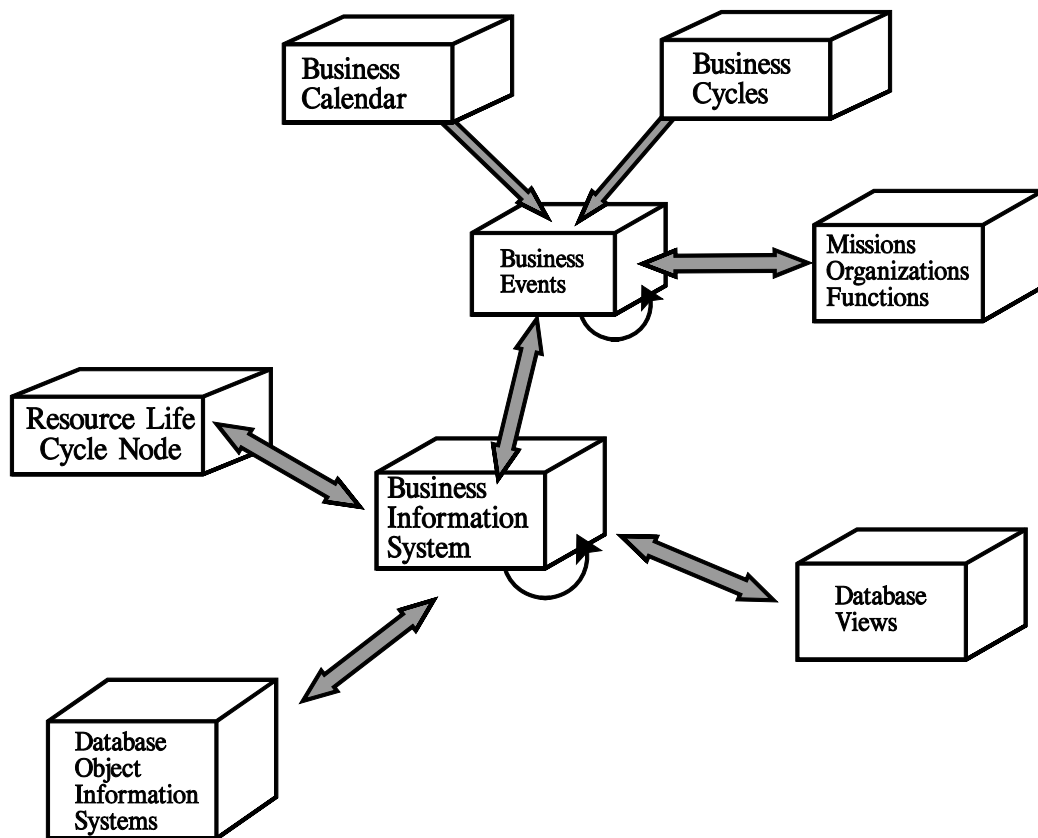 Business
Calendar
Business
Cycles
Business
Events
Missions
Organizations
Functions
Resource Life
Cycle Node
Business
Information
System
Database
Views
Database
Object
Information
Systems